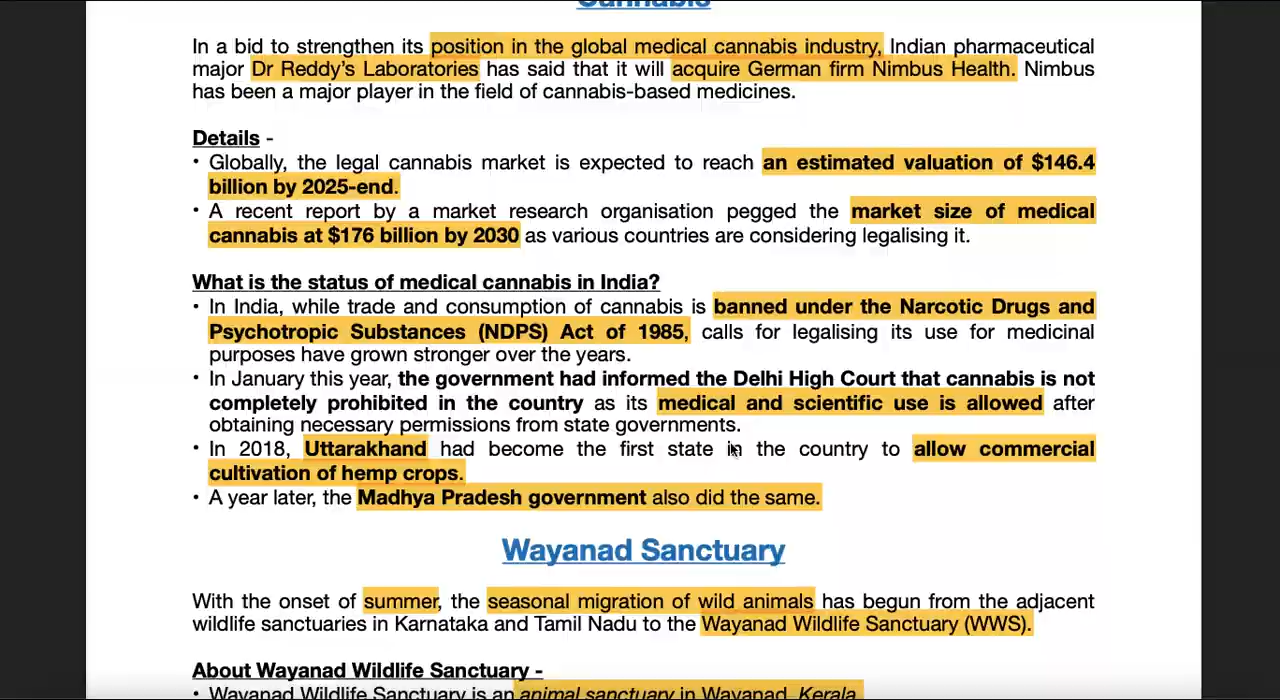 Cannabis
In a bid to strengthen its position in the global medical cannabis industry, Indian pharmaceutical
major Dr Reddy's Laboratories has said that it will acquire German firm Nimbus Health. Nimbus
has been a major player in the field of cannabis-based medicines.
Details -
• Globally, the legal cannabis market is expected to reach an estimated valuation of $146.4
billion by 2025-end.
• A recent report by a market research organisation pegged the market size of medical
cannabis at $176 billion by 2030 as various countries are considering legalising it.
What is the status of medical cannabis in India?
• In India, while trade and consumption of cannabis is banned under the Narcotic Drugs and
Psychotropic Substances (NDPS) Act of 1985, calls for legalising its use for medicinal
purposes have grown stronger over the years.
• In January this year, the government had informed the Delhi High Court that cannabis is not
completely prohibited in the country as its medical and scientific use is allowed after
obtaining necessary permissions from state governments.
• In 2018, Uttarakhand had become the first state in the country to allow commercial
cultivation of hemp crops.
• A year later, the Madhya Pradesh government also did the same.
Wayanad Sanctuary
With the onset of summer, the seasonal migration of wild animals has begun from the adjacent
wildlife sanctuaries in Karnataka and Tamil Nadu to the Wayanad Wildlife Sanctuary (WWS).
About Wayanad Wildlife Sanctuary -
• Wayanad Wildlife Sanctuary is an animal sanctuary in Wayanad, Kerala